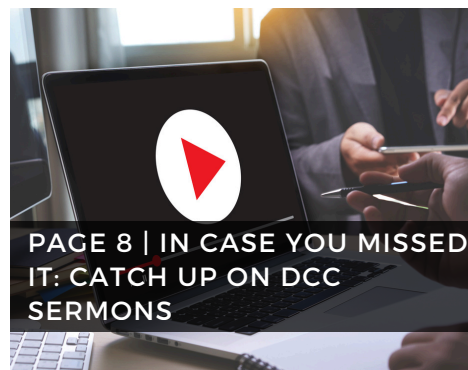 PAGE 8 | IN CASE YOU MISSED
IT: CATCH UP ON DCC
SERMONS